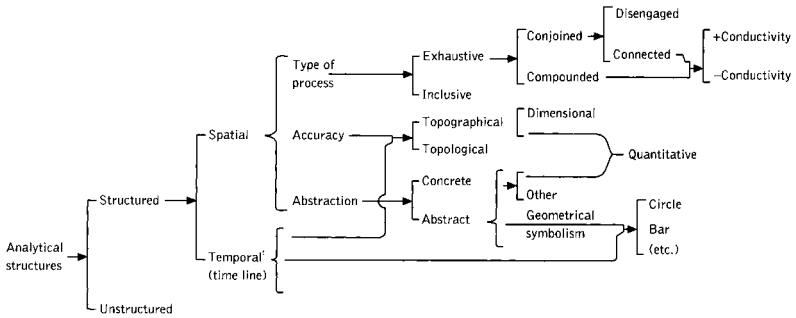 Disengaged
Conjoined
+Conductivity
Exhaustive
Connected
Type of
process
Compounded
–Conductivity
Inclusive
Dimensional
Topographical
Spatial
Accuracy
Topological
Quantitative
Concrete
Other
Structured
Abstraction
Abstract
Geometrical
symbolism
Circle
Bar
(etc.)
Analytical
structures
Temporal
(time line)
Unstructured